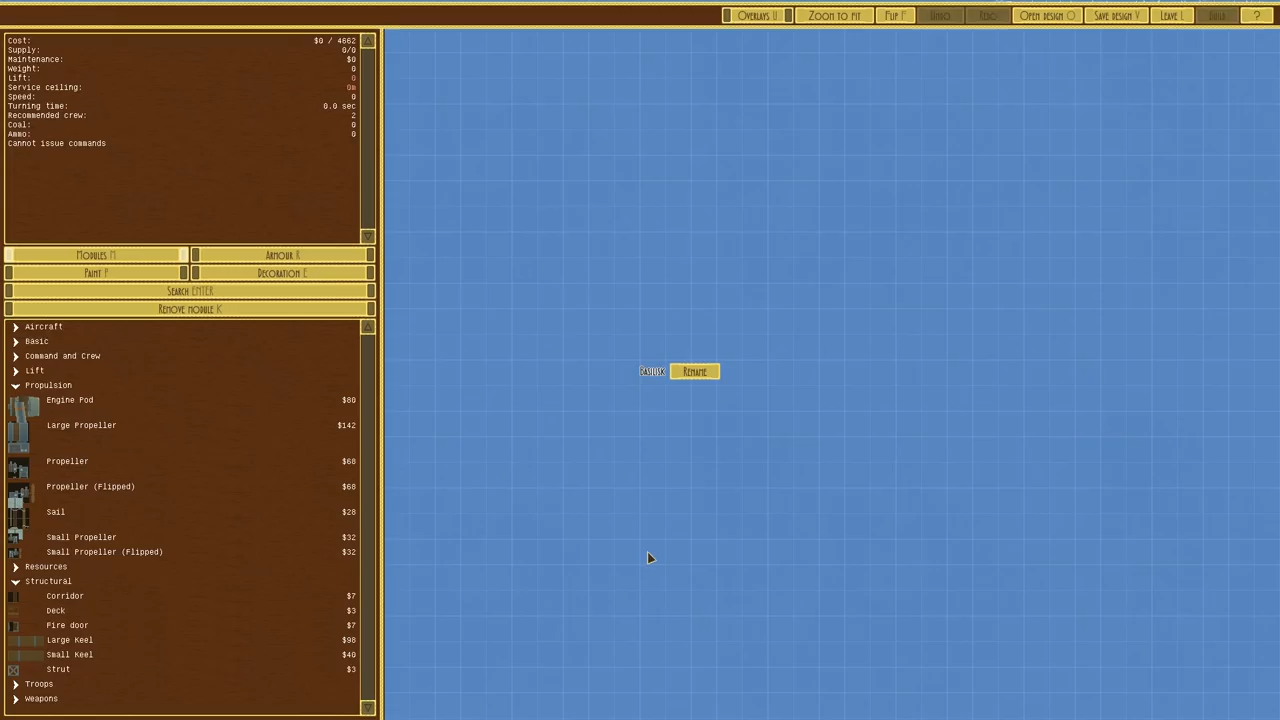 Overlays U Zoom to fit Flip F Undo Redo Open design O Save design V Leave L Build ?
Cost: $0 / 4662
Supply: 0/0
Maintenance: $0
Weight: 0
Lift: 0
Service ceiling: 0m
Speed: 0
Turning time: 0.0 sec
Recommended crew: 2
Coal: 0
Ammo: 0
Cannot issue commands
Modules M Armour R
Paint P Decoration E
Search ENTER
Remove module K
Aircraft
Basic
Command and Crew
Lift
Propulsion
Engine Pod $80
Large Propeller $142
Propeller $68
Propeller (Flipped) $68
Sail $28
Small Propeller $32
Small Propeller (Flipped) $32
Resources
Structural
Corridor $7
Deck $3
Fire door $7
Large Keel $98
Small Keel $40
Strut $3
Troops
Weapons
Basilisk Rename